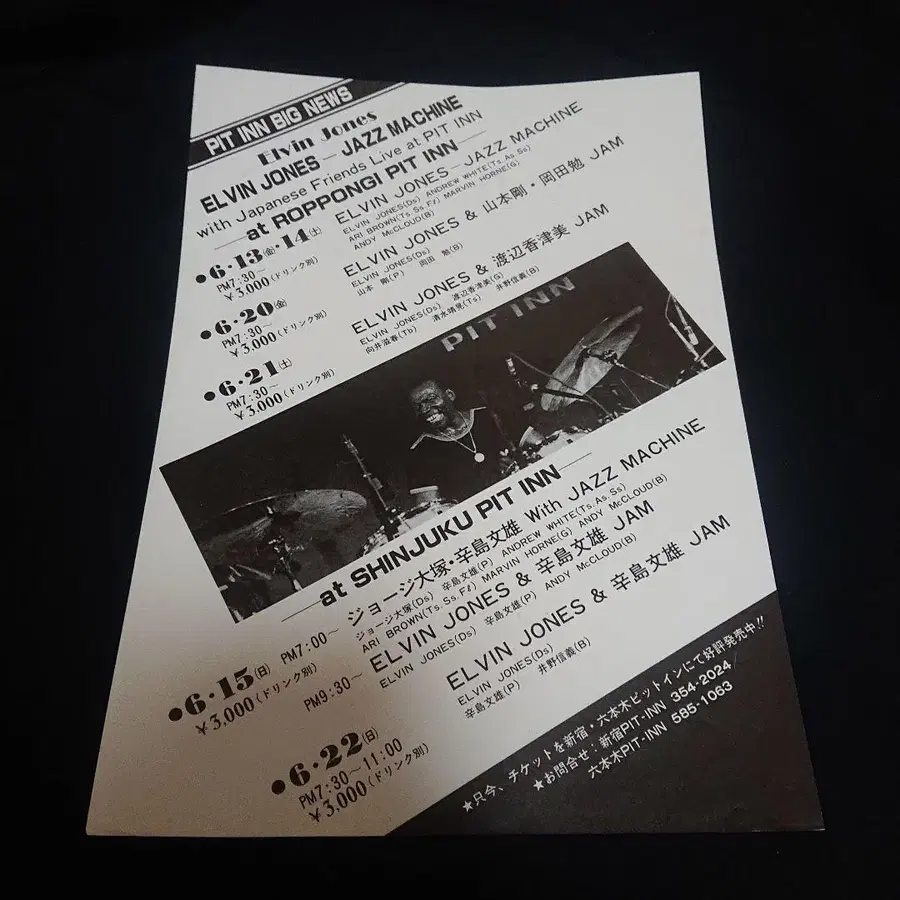 PIT INN BIG NEWS
Elvin Jones
ELVIN JONES—JAZZ MACHINE
with Japanese Friends Live at PIT INN
—at ROPPONGI PIT INN—
●6・13(金)・14(土)
PM7:30〜
¥3,000(ドリンク別)
ELVIN JONES—JAZZ MACHINE
ELVIN JONES(Ds) ANDREW WHITE(Ts.As.Ss)
ARI BROWN(Ts.Ss.Fℓ) MARVIN HORNE(G)
ANDY McCLOUD(B)
●6・20(金)
PM7:30〜
¥3,000(ドリンク別)
ELVIN JONES & 山本剛・岡田勉 JAM
ELVIN JONES(Ds)
山本 剛(P) 岡田 勉(B)
●6・21(土)
PM7:30〜
¥3,000(ドリンク別)
ELVIN JONES & 渡辺香津美 JAM
ELVIN JONES(Ds) 渡辺香津美(G)
向井滋春(Tb) 清水靖晃(Ts) 井野信義(B)
PIT INN
—at SHINJUKU PIT INN—
●6・15(日)
¥3,000(ドリンク別)
PM7:00〜
ジョージ大塚・辛島文雄 With JAZZ MACHINE
ジョージ大塚(Ds) 辛島文雄(P) ANDREW WHITE(Ts.As.Ss)
ARI BROWN(Ts.Ss.Fℓ) MARVIN HORNE(G) ANDY McCLOUD(B)
PM9:30〜
ELVIN JONES & 辛島文雄 JAM
ELVIN JONES(Ds) 辛島文雄(P) ANDY McCLOUD(B)
●6・22(日)
PM7:30〜11:00
¥3,000(ドリンク別)
ELVIN JONES & 辛島文雄 JAM
ELVIN JONES(Ds)
辛島文雄(P) 井野信義(B)
★只今、チケットを新宿・六本木ピットインにて好評発売中!!
★お問合せ:新宿PIT-INN 354-2024
六本木PIT-INN 585-1063